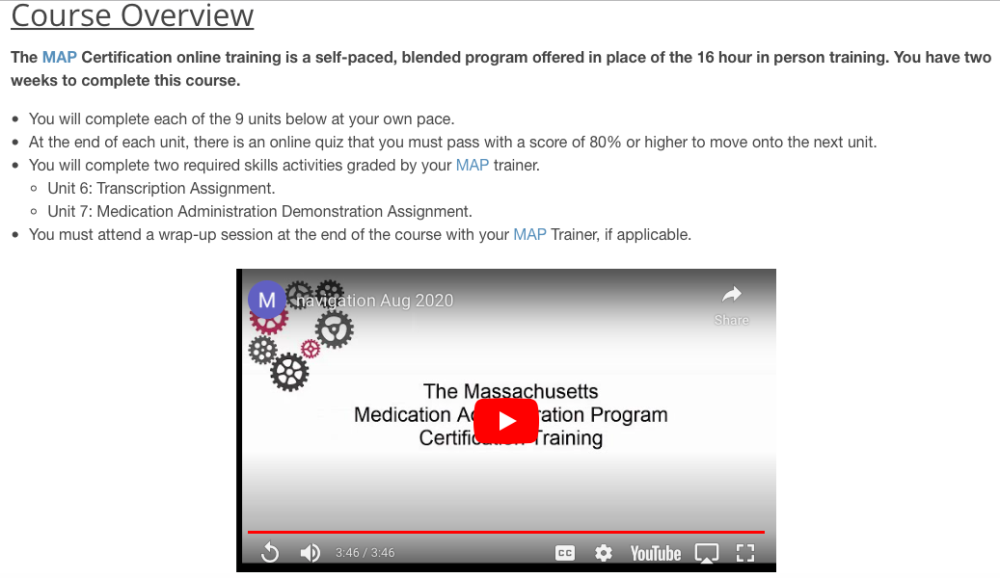 Course Overview
The MAP Certification online training is a self-paced, blended program offered in place of the 16 hour in person training. You have two
weeks to complete this course.
You will complete each of the 9 units below at your own pace.
At the end of each unit, there is an online quiz that you must pass with a score of 80% or higher to move onto the next unit.
You will complete two required skills activities graded by your MAP trainer.
Unit 6: Transcription Assignment.
Unit 7: Medication Administration Demonstration Assignment.
You must attend a wrap-up session at the end of the course with your MAP Trainer, if applicable.
M navigation Aug 2020
Share
The Massachusetts
Medication Program
Training
3:46 / 3:46
CC YouTube